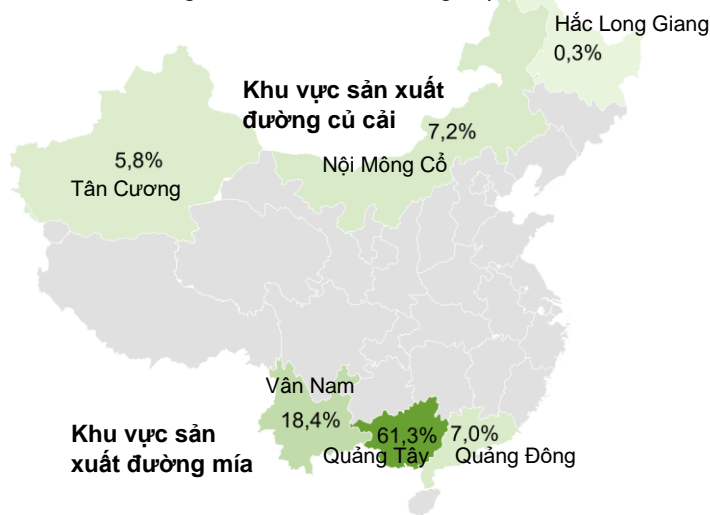 Hắc Long Giang
0,3%
Khu vực sản xuất
đường củ cải
7,2%
Nội Mông Cổ
5,8%
Tân Cương
Vân Nam
18,4%
Khu vực sản
xuất đường mía
61,3%
Quảng Tây
7,0%
Quảng Đông